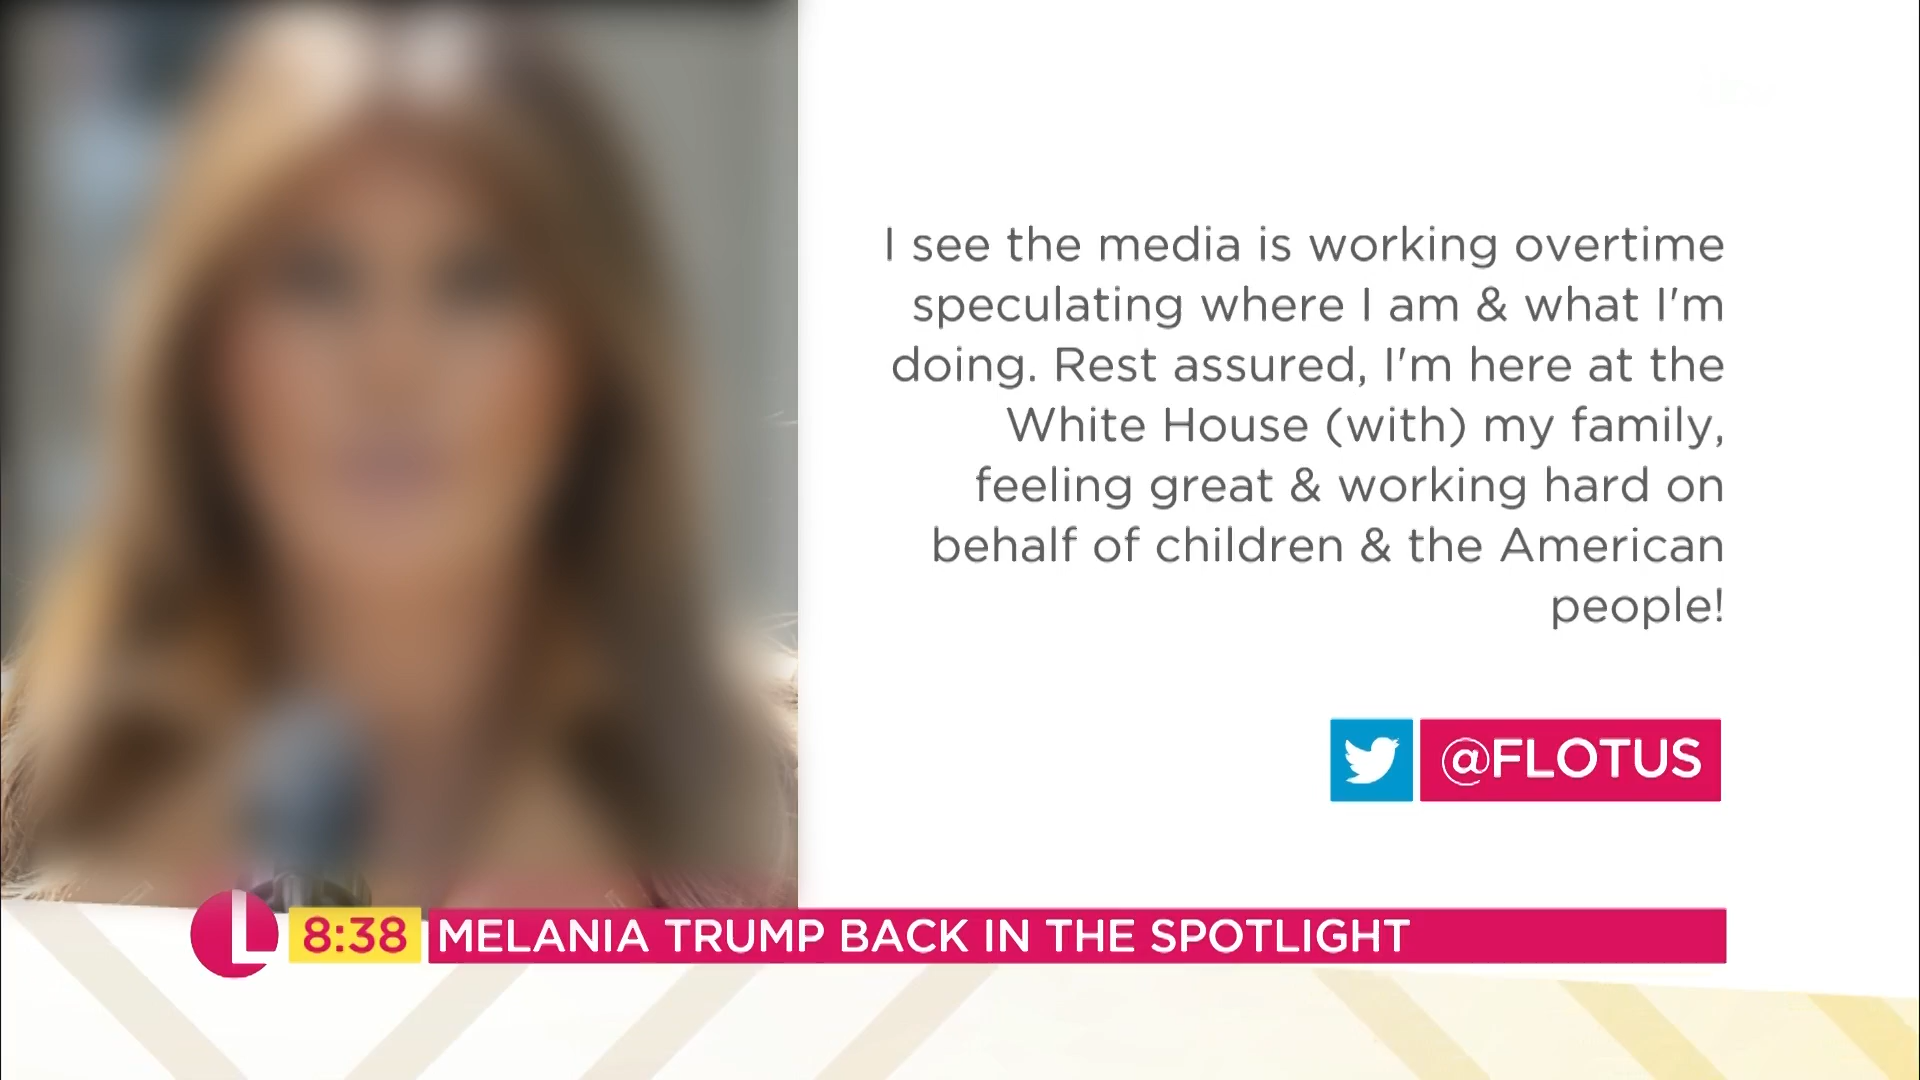 I see the media is working overtime
speculating where I am & what I'm
doing. Rest assured, I'm here at the
White House (with) my family,
feeling great & working hard on
behalf of children & the American
people!
@FLOTUS
L
8:38 MELANIA TRUMP BACK IN THE SPOTLIGHT